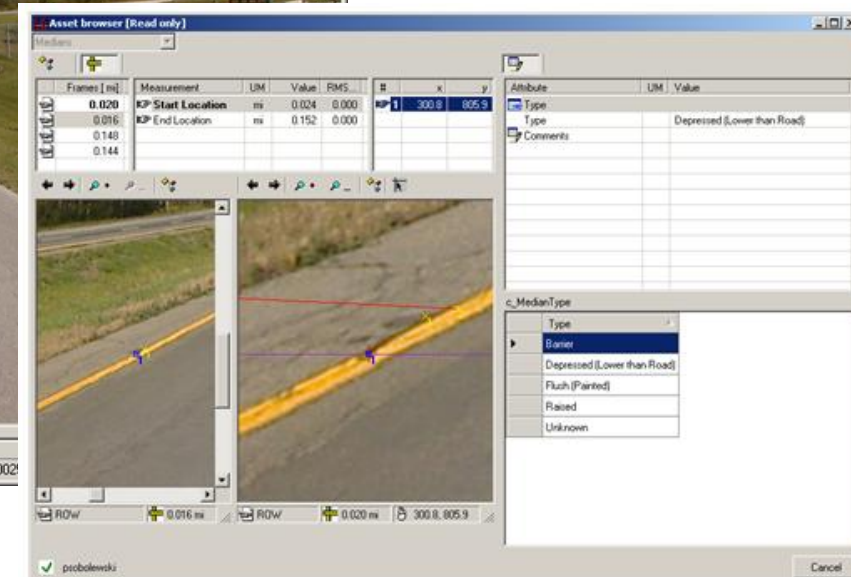 Asset browser [Read only]
Medians
Frames [ mi] Measurement UM Value RMS... # x y
0.020 Start Location mi 0.024 0.000 1 300.8 805.9
0.016 End Location mi 0.152 0.000
0.148
0.144
Attribute UM Value
Type
Type Depressed (Lower than Road)
Comments
1
1
c_MedianType
Type
Barrier
Depressed (Lower than Road)
Flush (Painted)
Raised
Unknown
ROW 0.016 mi ROW 0.020 mi 300.8, 805.9
psobolewski
Cancel